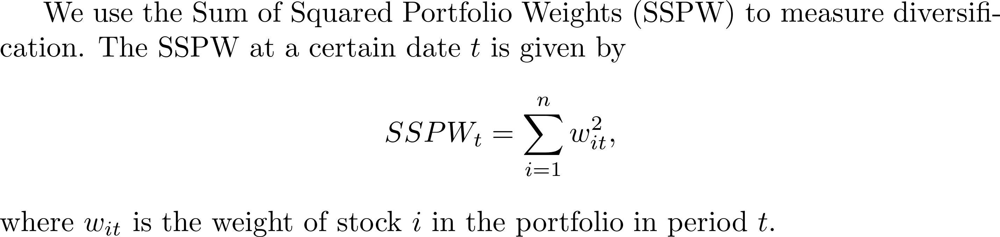 We use the Sum of Squared Portfolio Weights (SSPW) to measure diversifi-
cation. The SSPW at a certain date t is given by
$SSPW_t = \sum_{i=1}^{n} w_{it}^2,$
where $w_{it}$ is the weight of stock i in the portfolio in period t.